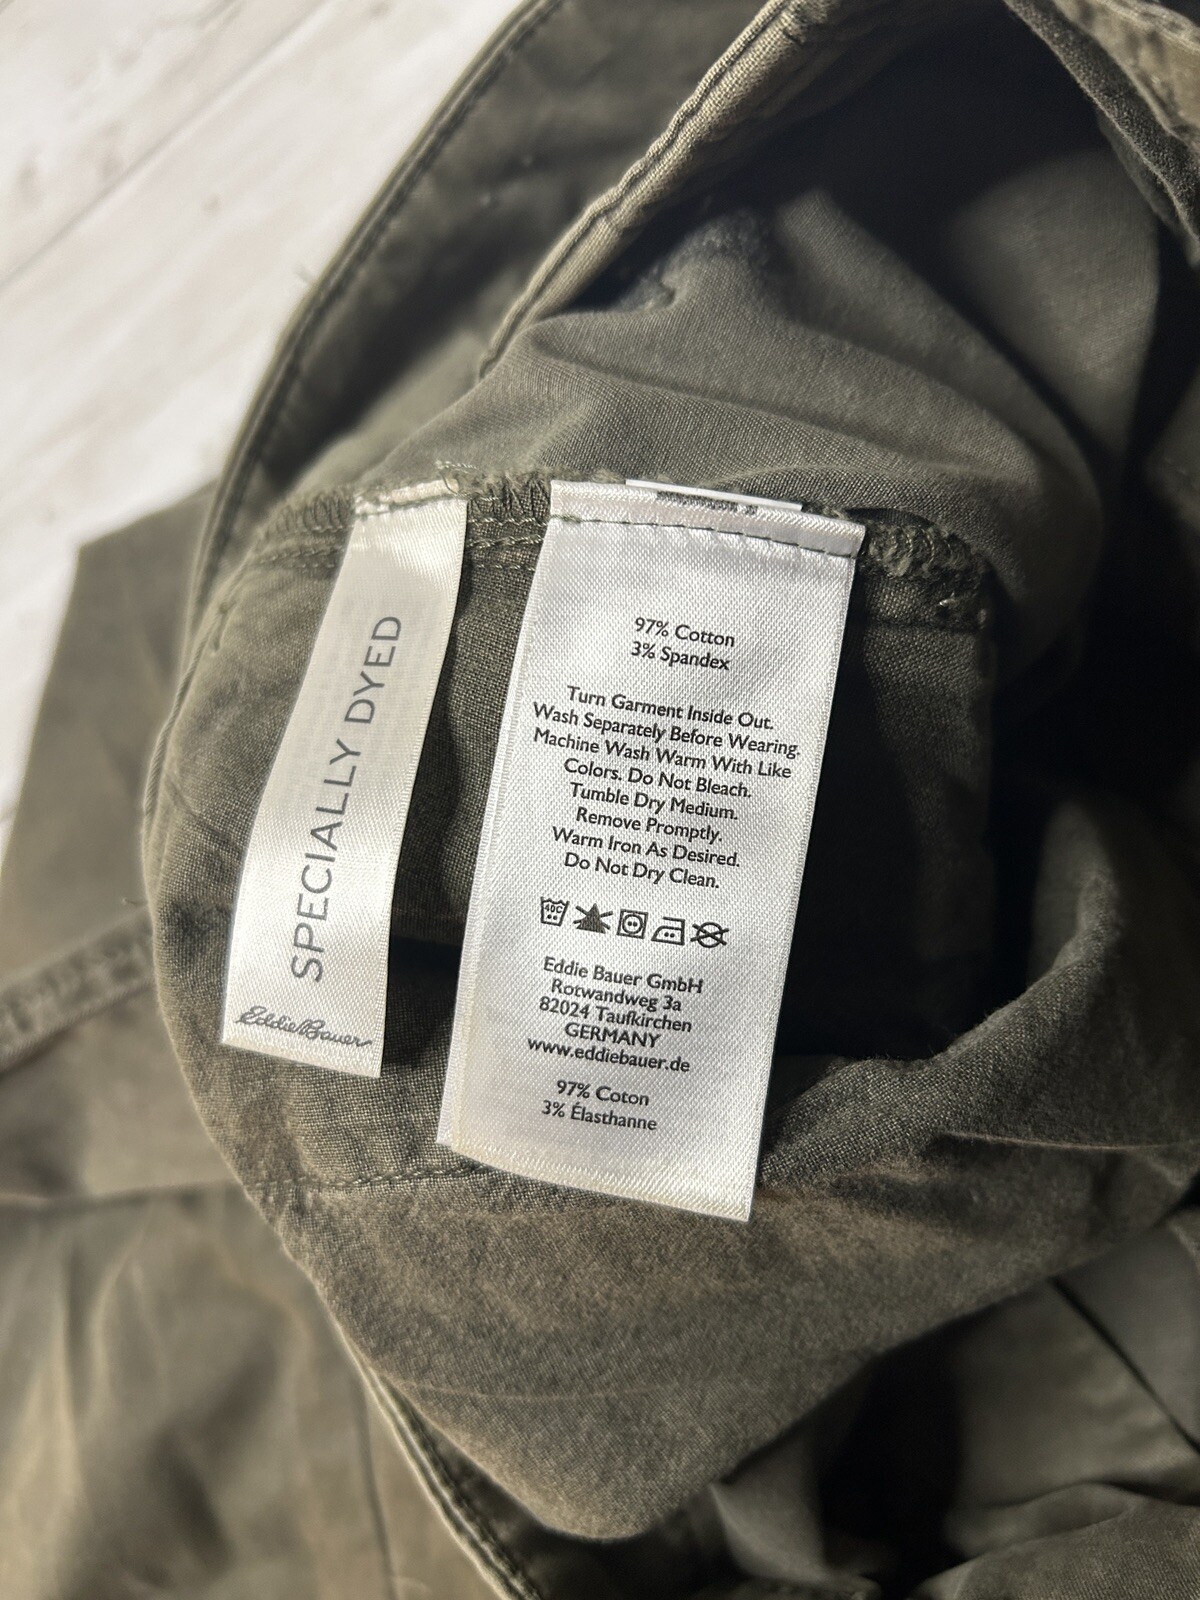 SPECIALLY DYED
Eddie Bauer
97% Cotton
3% Spandex
Turn Garment Inside Out.
Wash Separately Before Wearing.
Machine Wash Warm With Like
Colors. Do Not Bleach.
Tumble Dry Medium.
Remove Promptly.
Warm Iron As Desired.
Do Not Dry Clean.
40C
Eddie Bauer GmbH
Rotwandweg 3a
82024 Taufkirchen
GERMANY
www.eddiebauer.de
97% Coton
3% Élasthanne